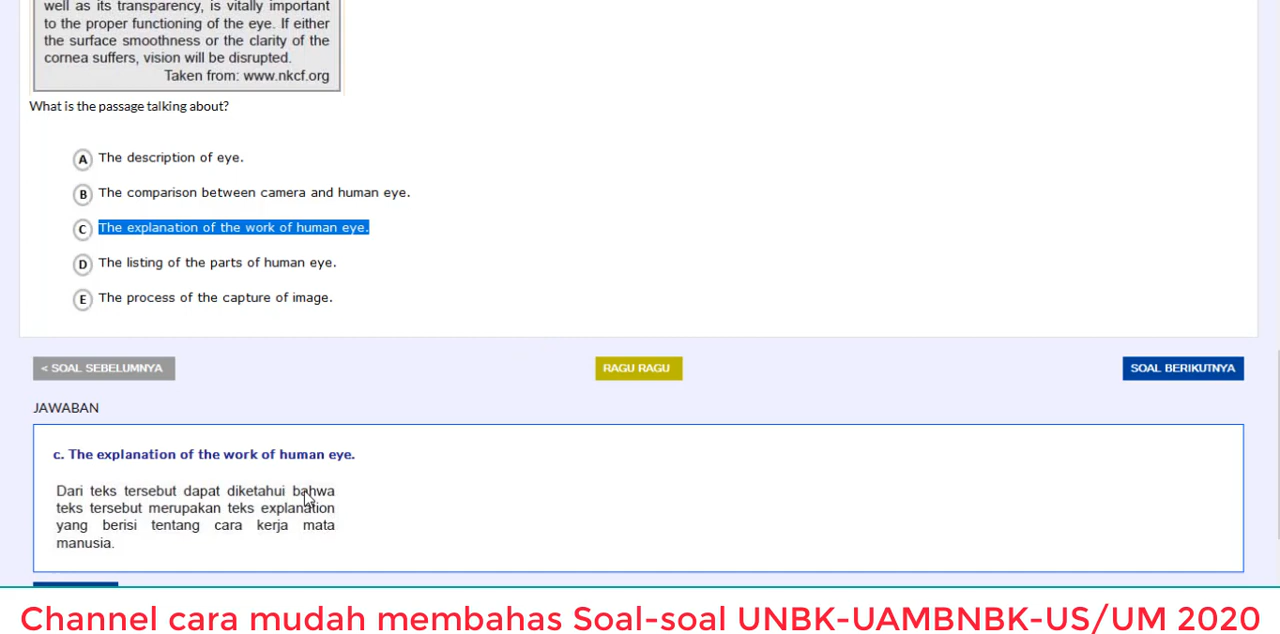 well as its transparency, is vitally important
to the proper functioning of the eye. If either
the surface smoothness or the clarity of the
cornea suffers, vision will be disrupted.
Taken from: www.nkcf.org
What is the passage talking about?
A The description of eye.
B The comparison between camera and human eye.
C The explanation of the work of human eye.
D The listing of the parts of human eye.
E The process of the capture of image.
< SOAL SEBELUMNYA
RAGU RAGU
SOAL BERIKUTNYA
JAWABAN
c. The explanation of the work of human eye.
Dari teks tersebut dapat diketahui bahwa
teks tersebut merupakan teks explanation
yang berisi tentang cara kerja mata
manusia.
Channel cara mudah membahas Soal-soal UNBK-UAMBNBK-US/UM 2020